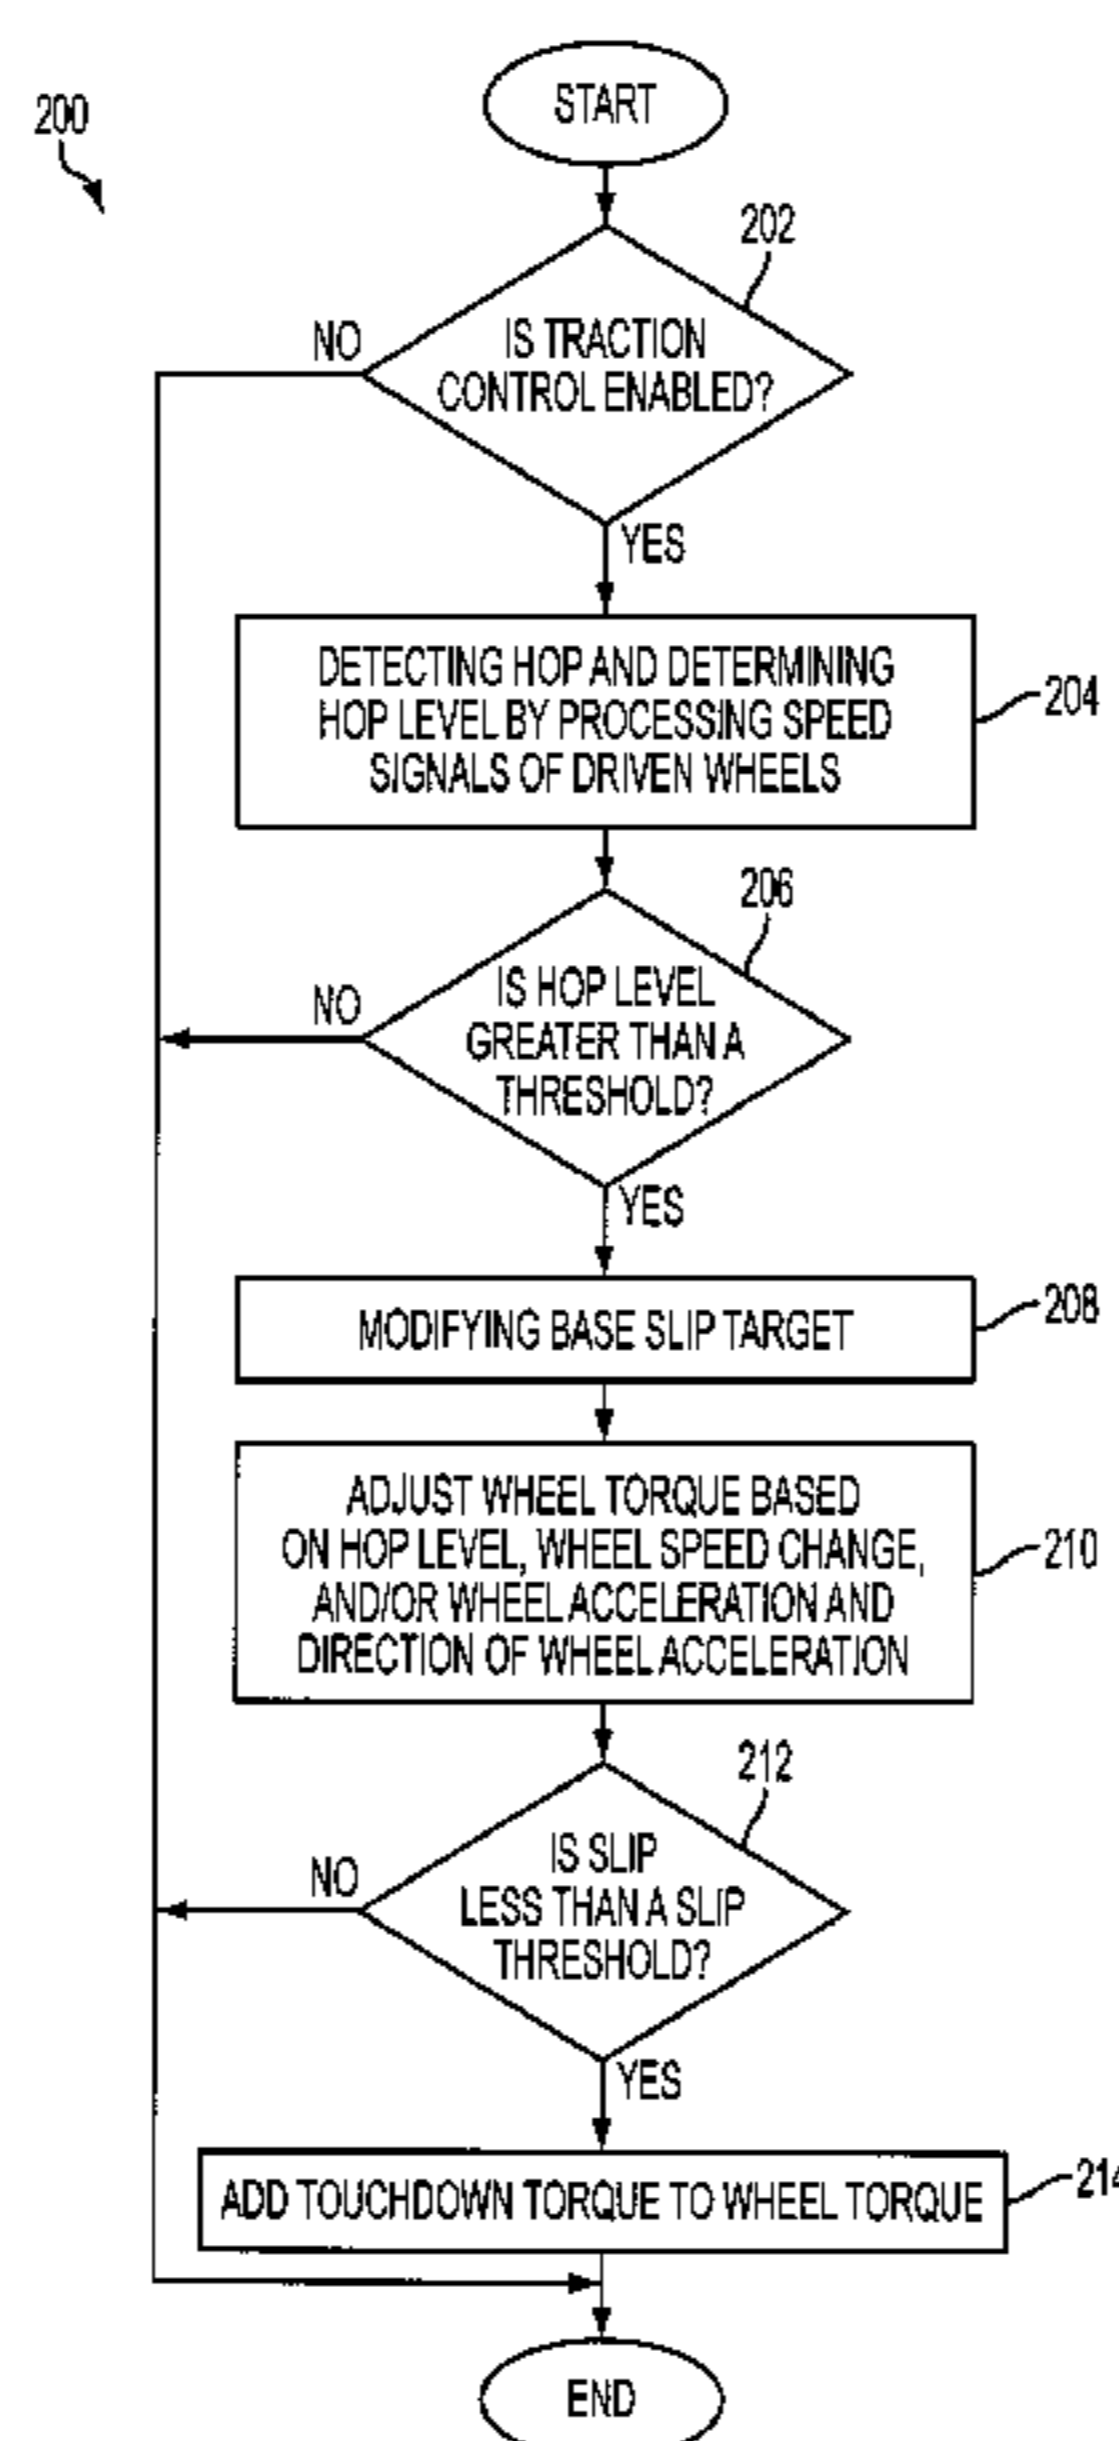 200
START
202
IS TRACTION
CONTROL ENABLED?
NO
YES
DETECTING HOP AND DETERMINING
HOP LEVEL BY PROCESSING SPEED
SIGNALS OF DRIVEN WHEELS
204
206
IS HOP LEVEL
GREATER THAN A
THRESHOLD?
NO
YES
MODIFYING BASE SLIP TARGET
208
ADJUST WHEEL TORQUE BASED
ON HOP LEVEL, WHEEL SPEED CHANGE,
AND/OR WHEEL ACCELERATION AND
DIRECTION OF WHEEL ACCELERATION
210
212
IS SLIP
LESS THAN A SLIP
THRESHOLD?
NO
YES
ADD TOUCHDOWN TORQUE TO WHEEL TORQUE
214
END